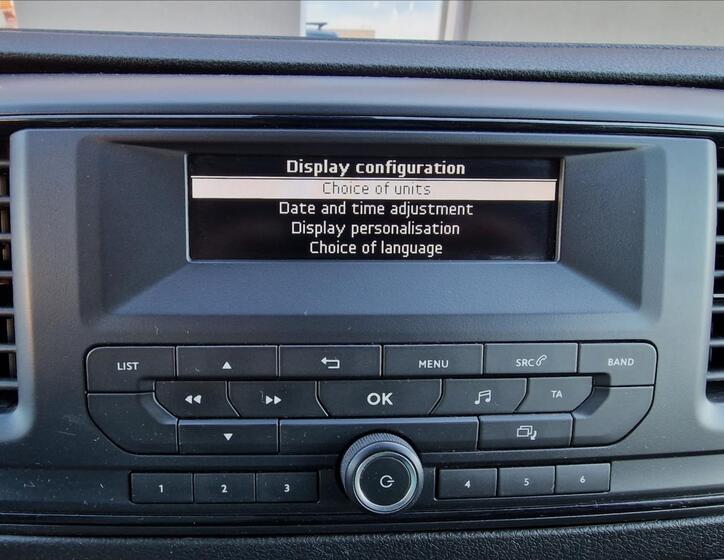 Display configuration
Choice of units
Date and time adjustment
Display personalisation
Choice of language
LIST
MENU
SRC
BAND
OK
TA
1
2
3
4
5
6